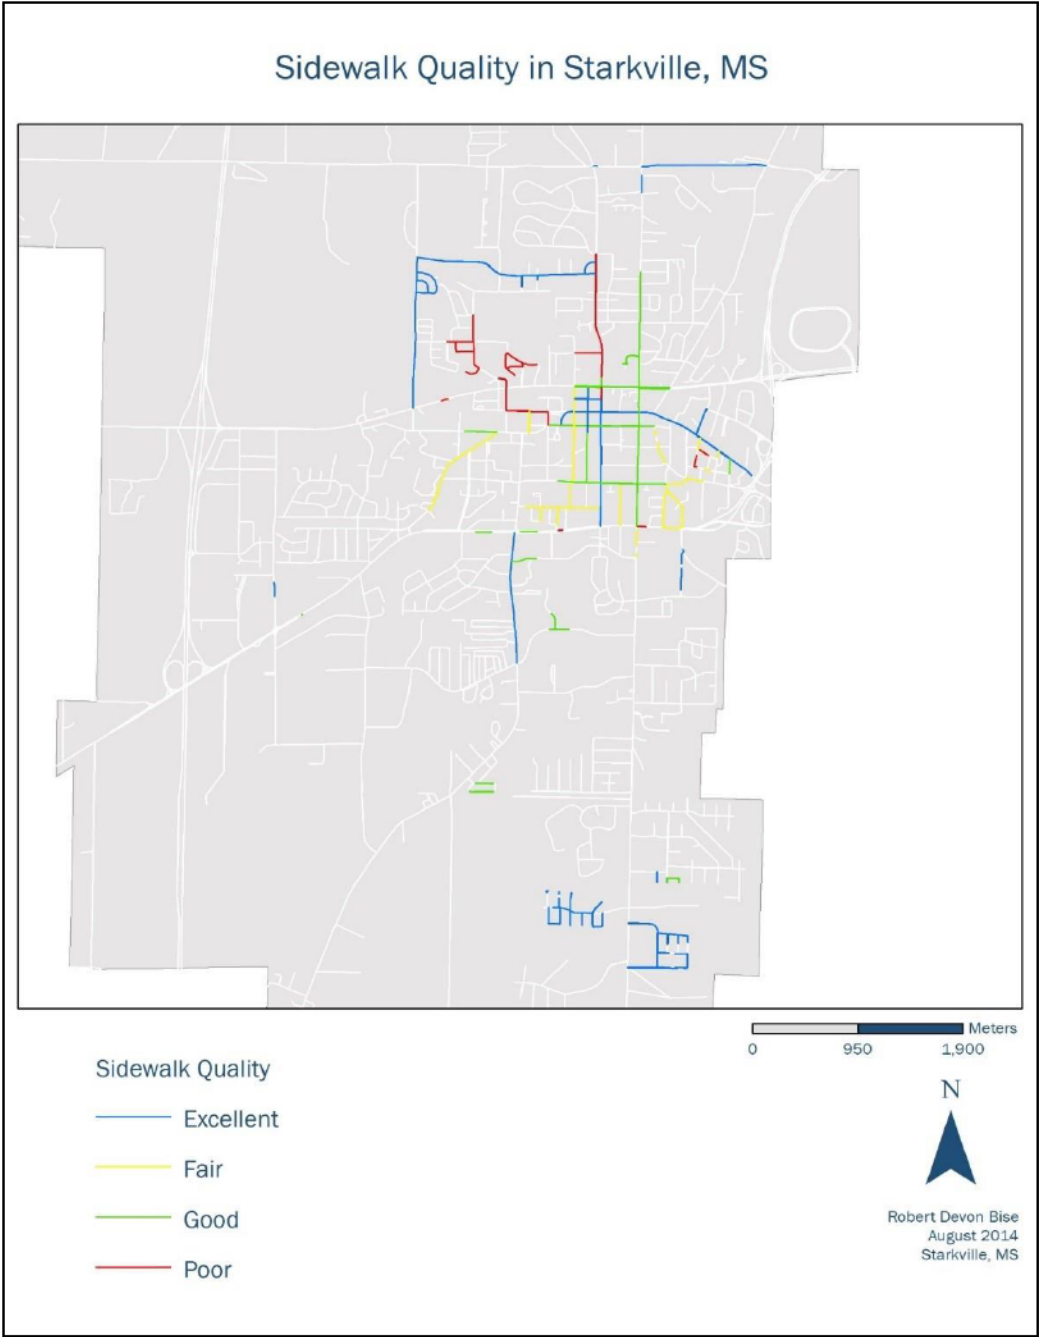 Sidewalk Quality in Starkville, MS
Meters
0 950 1,900
Sidewalk Quality
Excellent
Fair
Good
Poor
N
Robert Devon Bise
August 2014
Starkville, MS